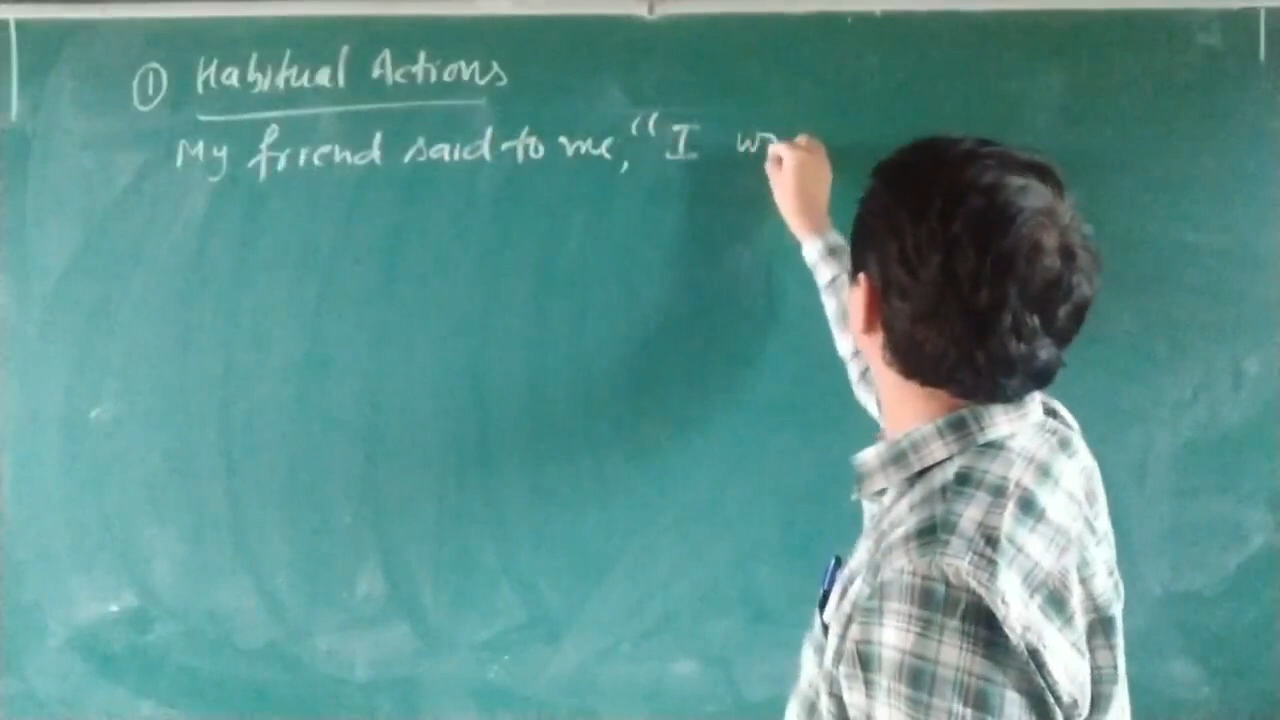 ① Habitual Actions
My friend said to me, "I